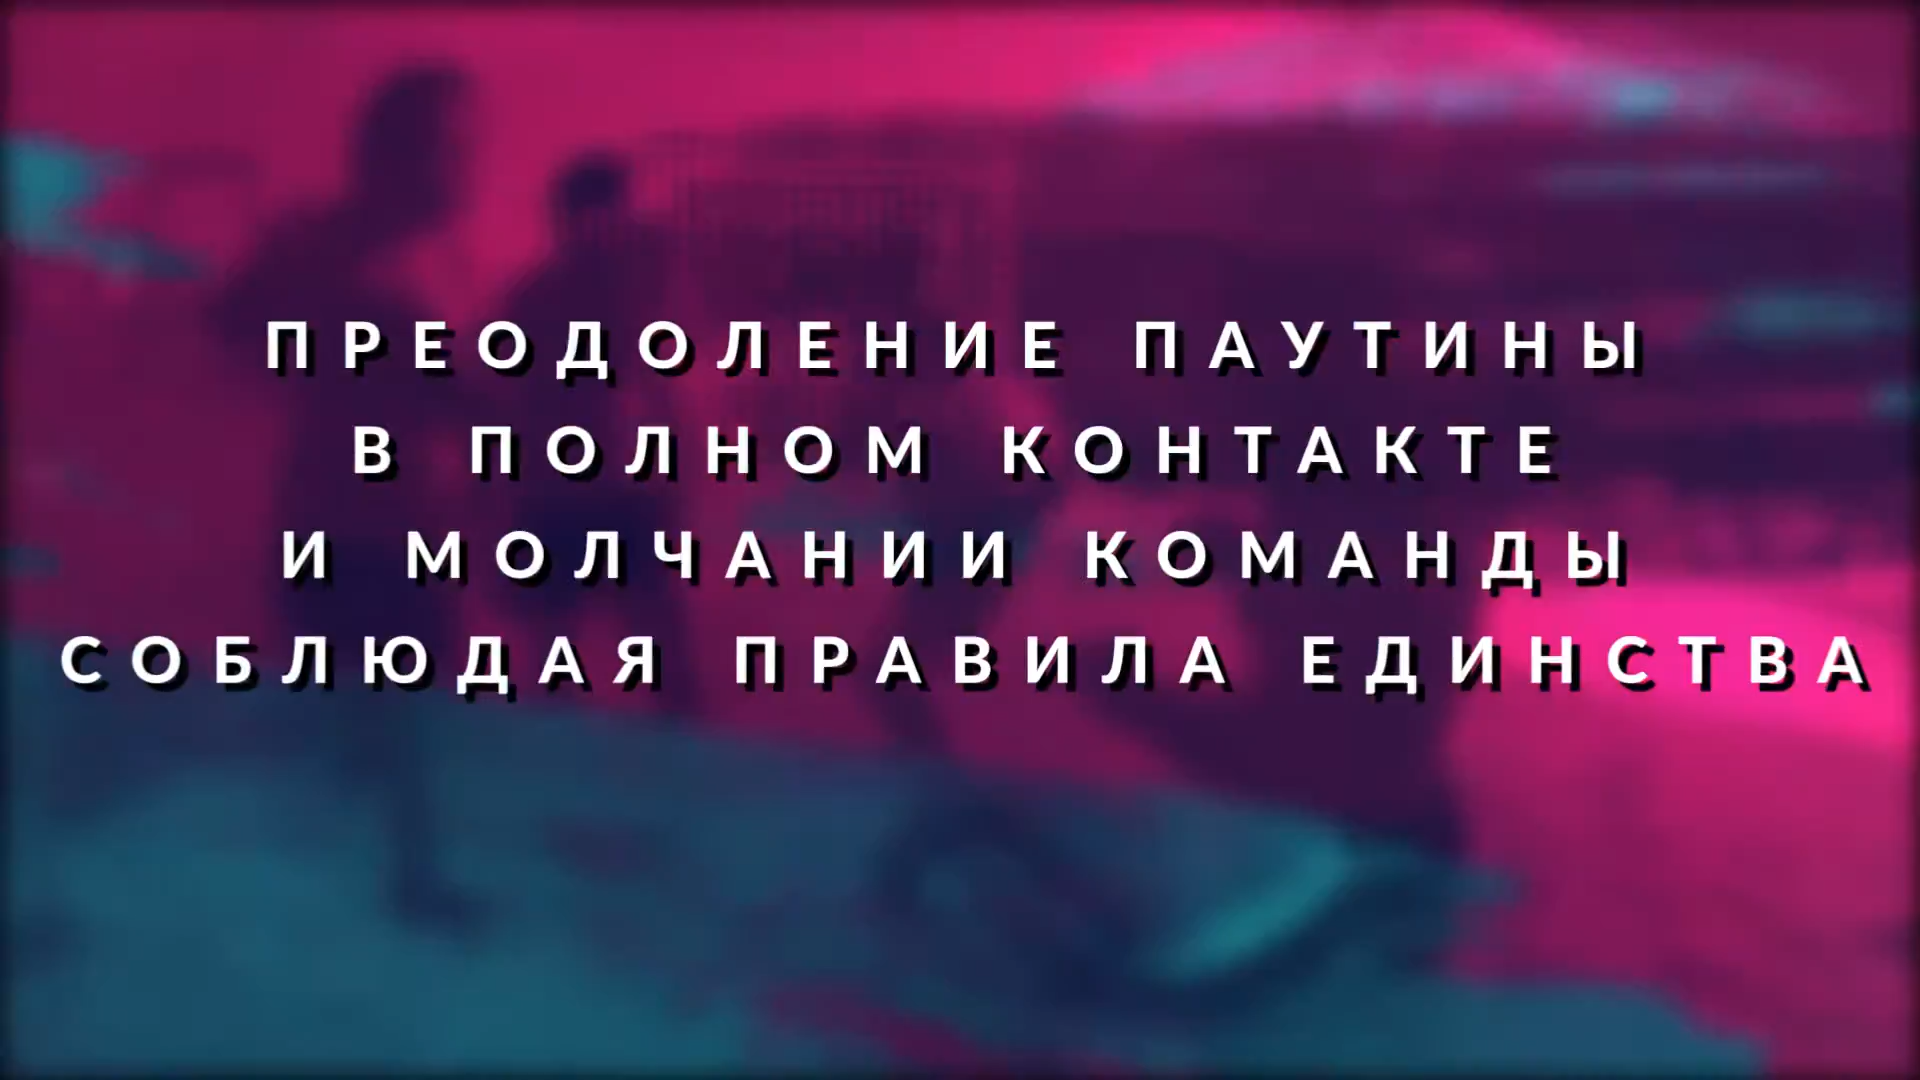 ПРЕОДОЛЕНИЕ ПАУТИНЫ
В ПОЛНОМ КОНТАКТЕ
И МОЛЧАНИИ КОМАНДЫ
СОБЛЮДАЯ ПРАВИЛА ЕДИНСТВА